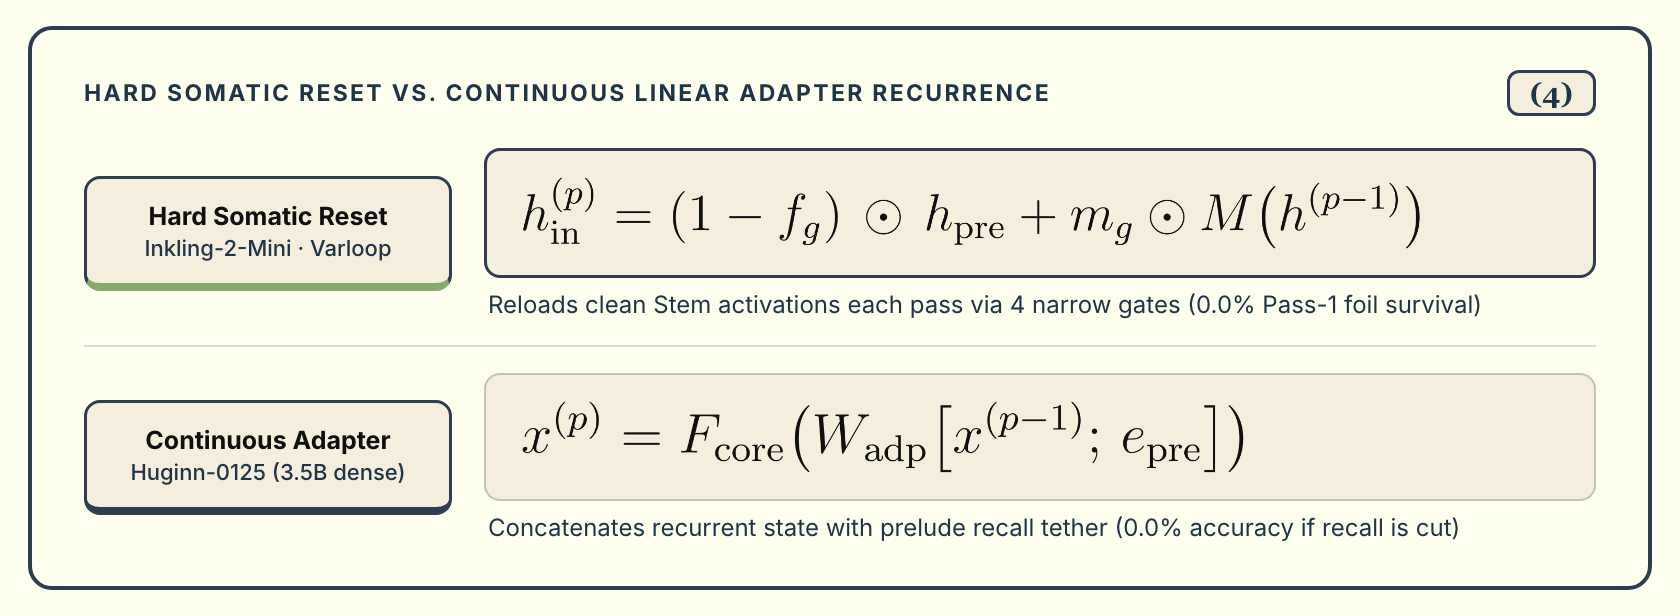 HARD SOMATIC RESET VS. CONTINUOUS LINEAR ADAPTER RECURRENCE
(4)
Hard Somatic Reset
Inkling-2-Mini · Varloop
h_in^(p) = (1 − f_g) ⊙ h_pre + m_g ⊙ M(h^(p−1))
Reloads clean Stem activations each pass via 4 narrow gates (0.0% Pass-1 foil survival)
Continuous Adapter
Huginn-0125 (3.5B dense)
x^(p) = F_core(W_adp[x^(p−1); e_pre])
Concatenates recurrent state with prelude recall tether (0.0% accuracy if recall is cut)